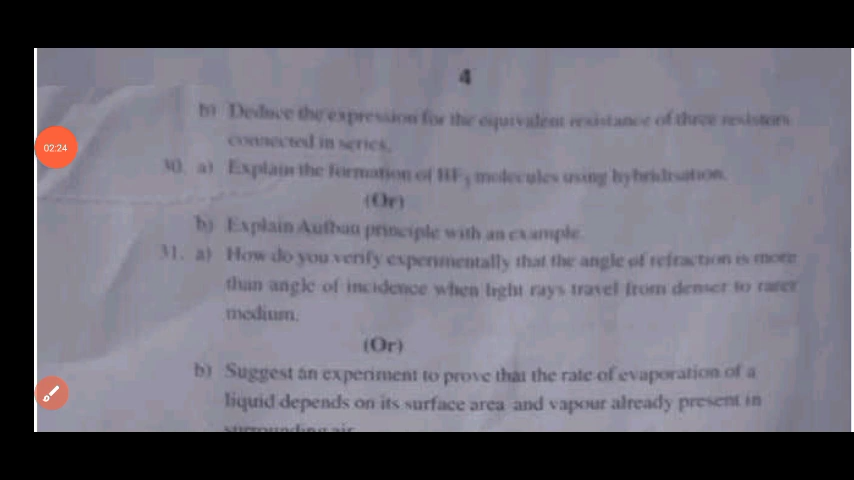 4
b) Deduce the expression for the equivalent resistance of three resistors
connected in series.
30. a) Explain the formation of BF3 molecules using hybridisation.
(Or)
b) Explain Aufbau principle with an example.
31. a) How do you verify experimentally that the angle of refraction is more
than angle of incidence when light rays travel from denser to rarer
medium.
(Or)
b) Suggest an experiment to prove that the rate of evaporation of a
liquid depends on its surface area and vapour already present in
surrounding air.
02:24